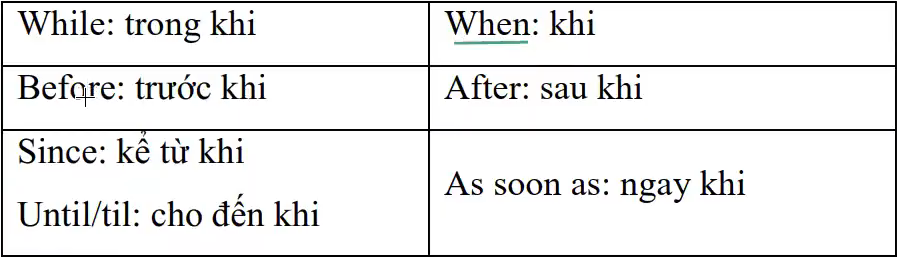 While: trong khi
When: khi
Before: trước khi
After: sau khi
Since: kể từ khi
Until/til: cho đến khi
As soon as: ngay khi